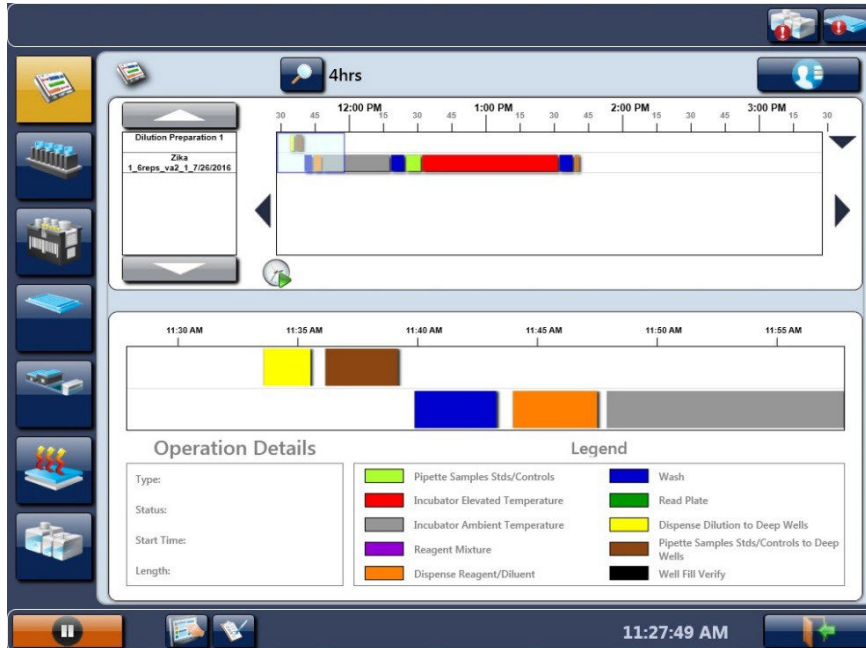 4hrs
30 45 12:00 PM 15 30 45 1:00 PM 15 30 45 2:00 PM 15 30 45 3:00 PM 15 30
Dilution Preparation 1
Zika
1_6reps_va2_1_7/26/2016
11:30 AM 11:35 AM 11:40 AM 11:45 AM 11:50 AM 11:55 AM
Operation Details
Type:
Status:
Start Time:
Length:
Legend
Pipette Samples Stds/Controls
Incubator Elevated Temperature
Incubator Ambient Temperature
Reagent Mixture
Dispense Reagent/Diluent
Wash
Read Plate
Dispense Dilution to Deep Wells
Pipette Samples Stds/Controls to Deep
Wells
Well Fill Verify
11:27:49 AM